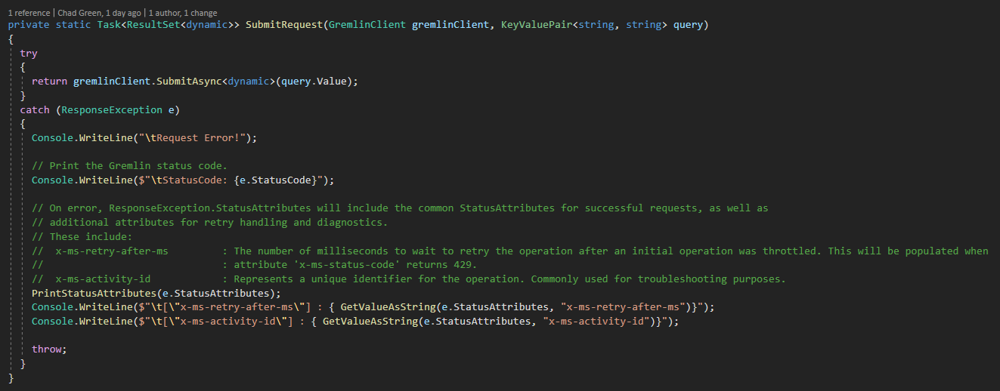 1 reference | Chad Green, 1 day ago | 1 author, 1 change
private static Task<ResultSet<dynamic>> SubmitRequest(GremlinClient gremlinClient, KeyValuePair<string, string> query)
{
  try
  {
    return gremlinClient.SubmitAsync<dynamic>(query.Value);
  }
  catch (ResponseException e)
  {
    Console.WriteLine("\tRequest Error!");

    // Print the Gremlin status code.
    Console.WriteLine($"\tStatusCode: {e.StatusCode}");

    // On error, ResponseException.StatusAttributes will include the common StatusAttributes for successful requests, as well as
    // additional attributes for retry handling and diagnostics.
    // These include:
    //  x-ms-retry-after-ms         : The number of milliseconds to wait to retry the operation after an initial operation was throttled. This will be populated when
    //                              : attribute 'x-ms-status-code' returns 429.
    //  x-ms-activity-id            : Represents a unique identifier for the operation. Commonly used for troubleshooting purposes.
    PrintStatusAttributes(e.StatusAttributes);
    Console.WriteLine($"\t[\"x-ms-retry-after-ms\"] : { GetValueAsString(e.StatusAttributes, "x-ms-retry-after-ms")}");
    Console.WriteLine($"\t[\"x-ms-activity-id\"] : { GetValueAsString(e.StatusAttributes, "x-ms-activity-id")}");

    throw;
  }
}